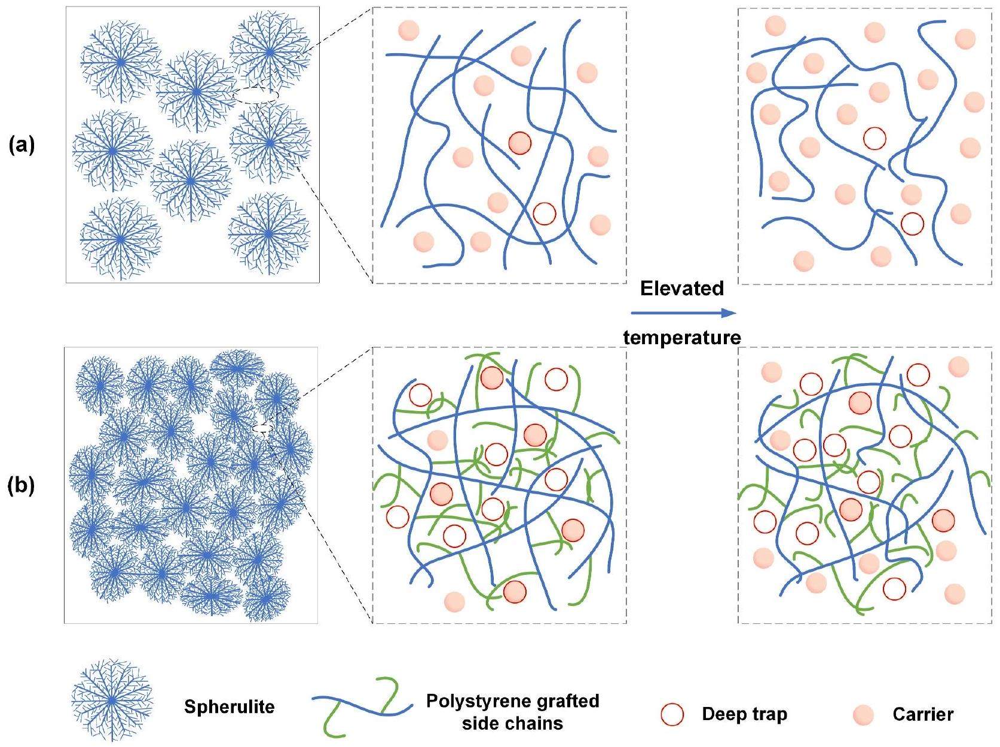 (a)
Elevated
temperature
(b)
Spherulite
Polystyrene grafted
side chains
Deep trap
Carrier